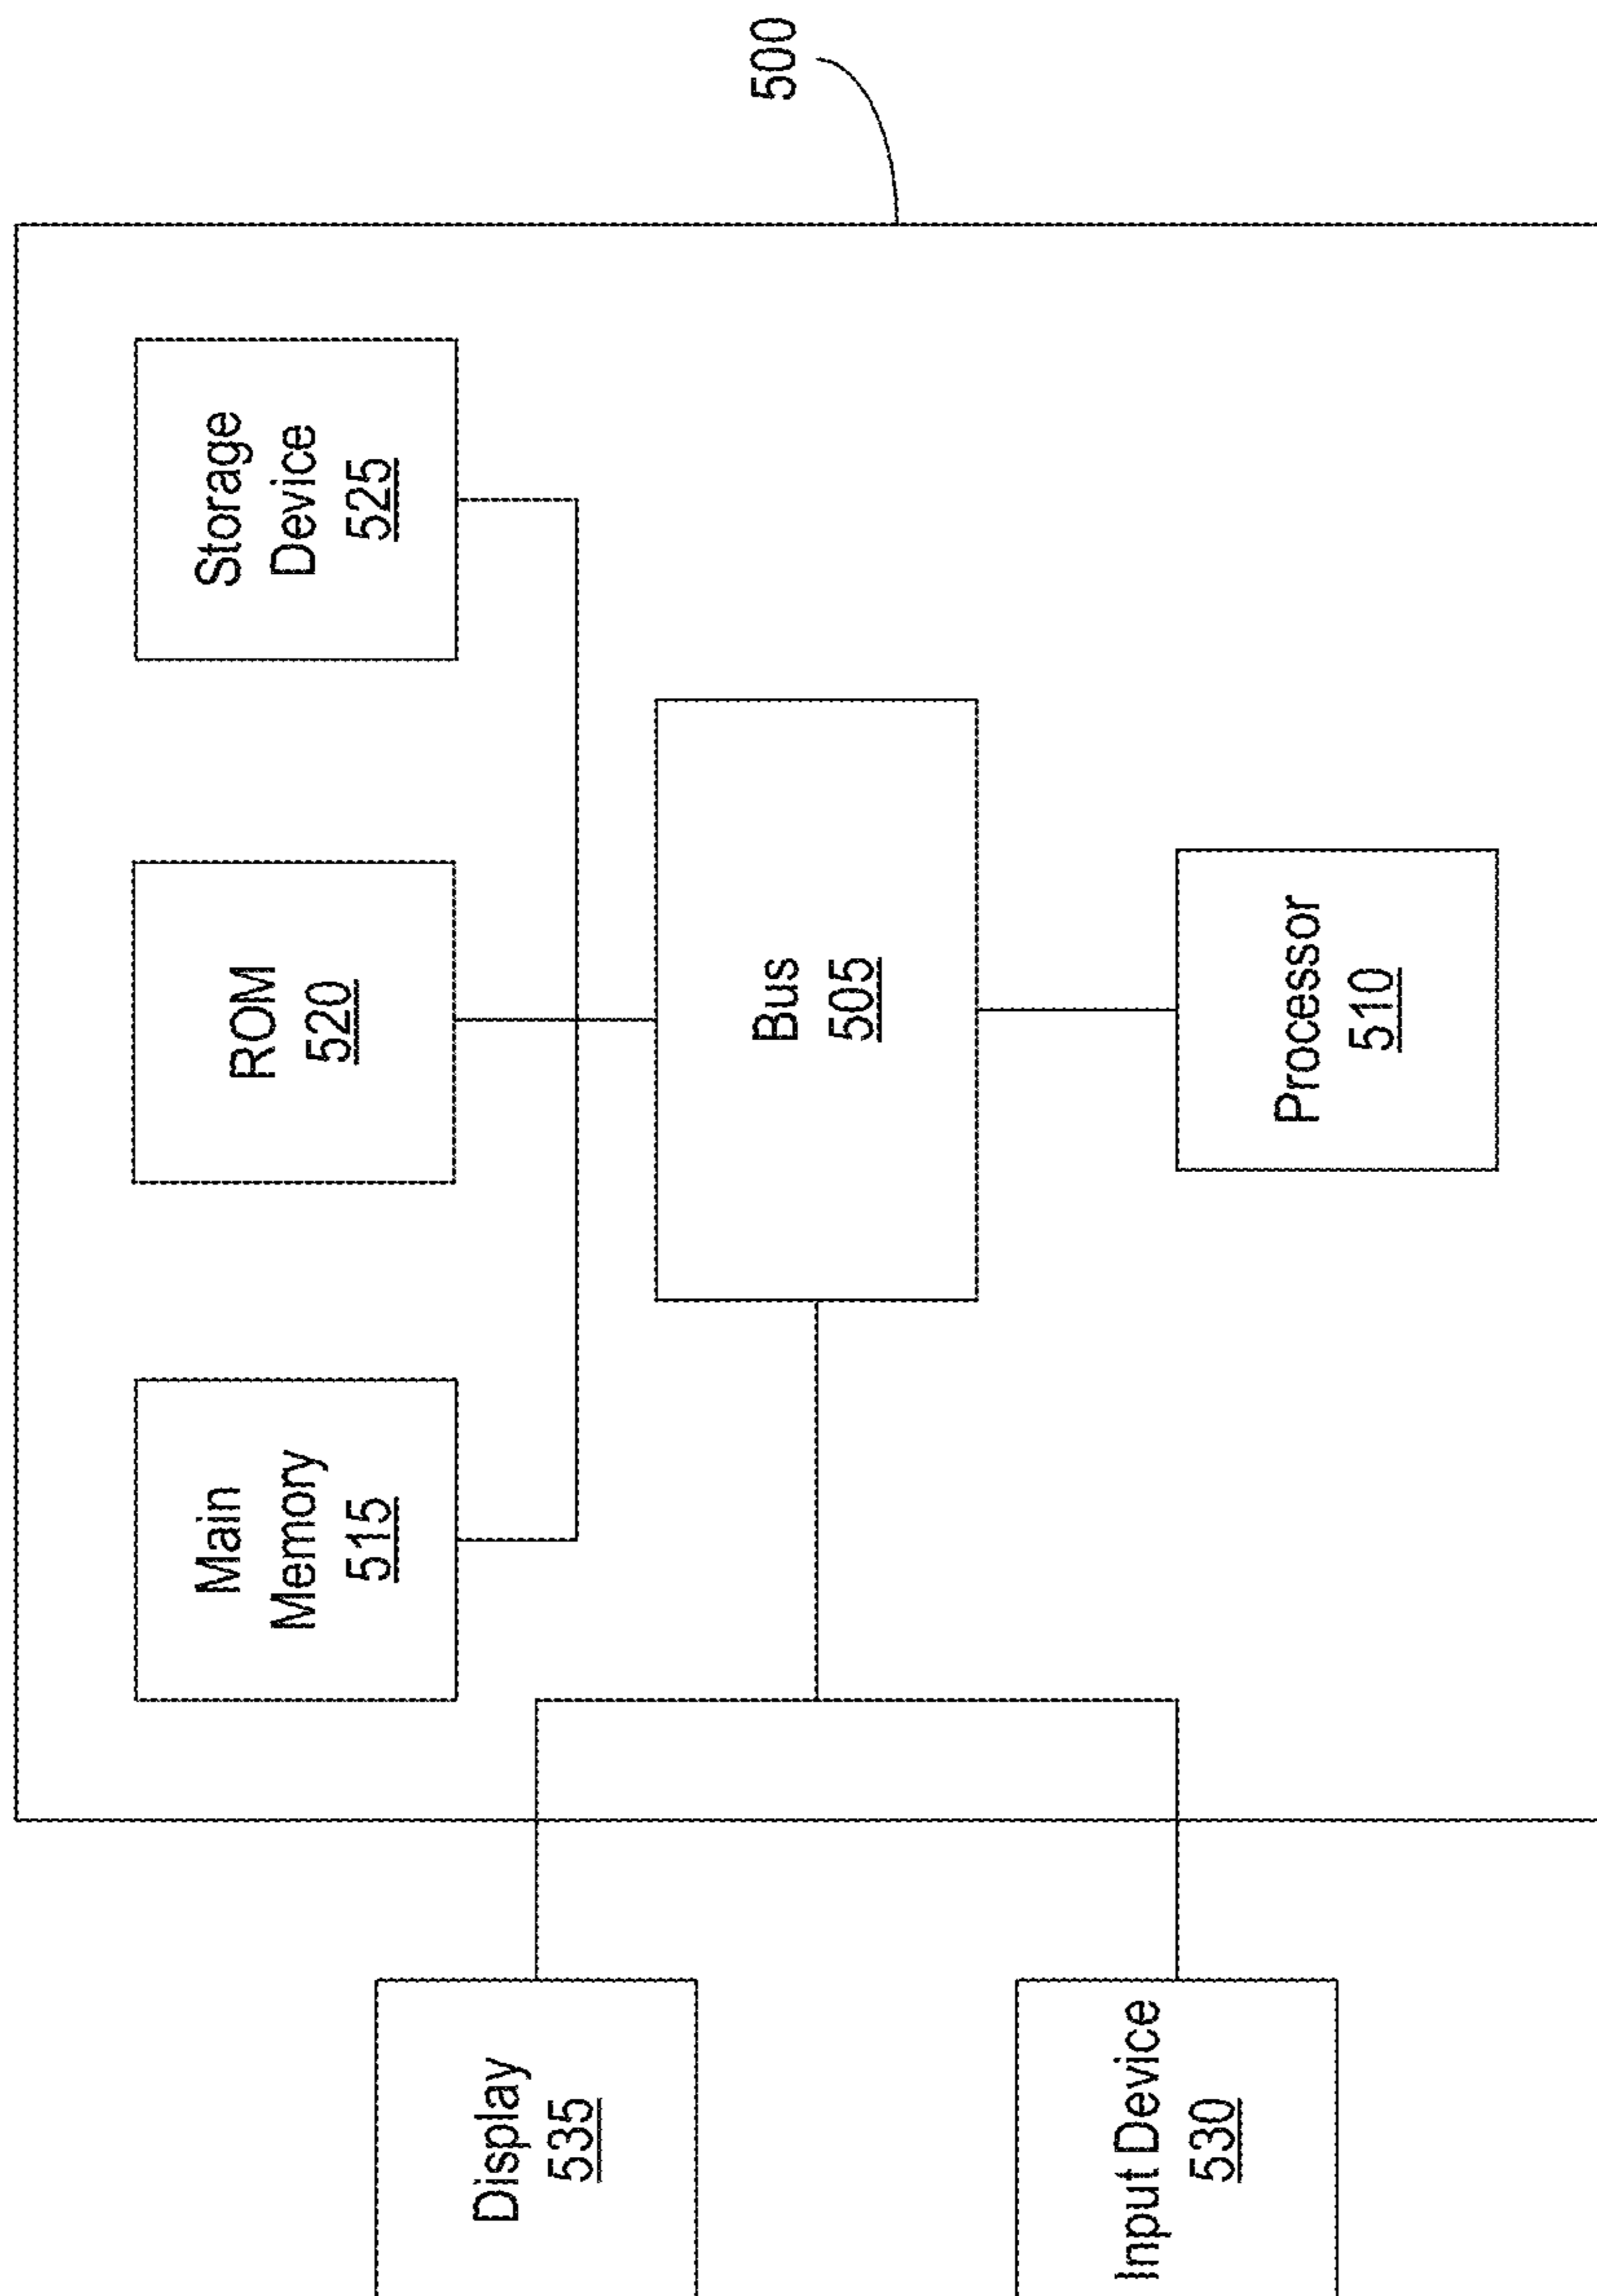 500
Main
Memory
515
ROM
520
Storage
Device
525
Display
535
Bus
505
Input Device
530
Processor
510